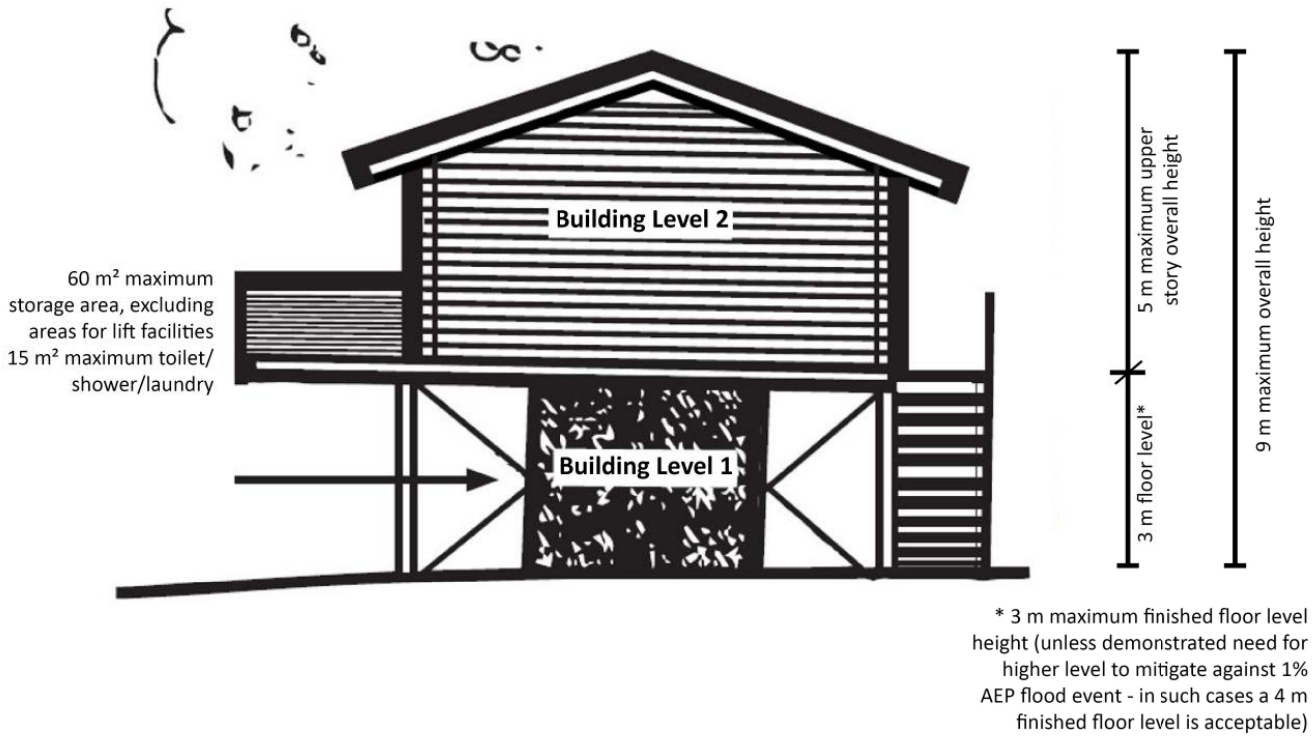 Building Level 2
60 m² maximum
storage area, excluding
areas for lift facilities
15 m² maximum toilet/
shower/laundry
Building Level 1
5 m maximum upper
story overall height
3 m floor level*
9 m maximum overall height
* 3 m maximum finished floor level
height (unless demonstrated need for
higher level to mitigate against 1%
AEP flood event - in such cases a 4 m
finished floor level is acceptable)